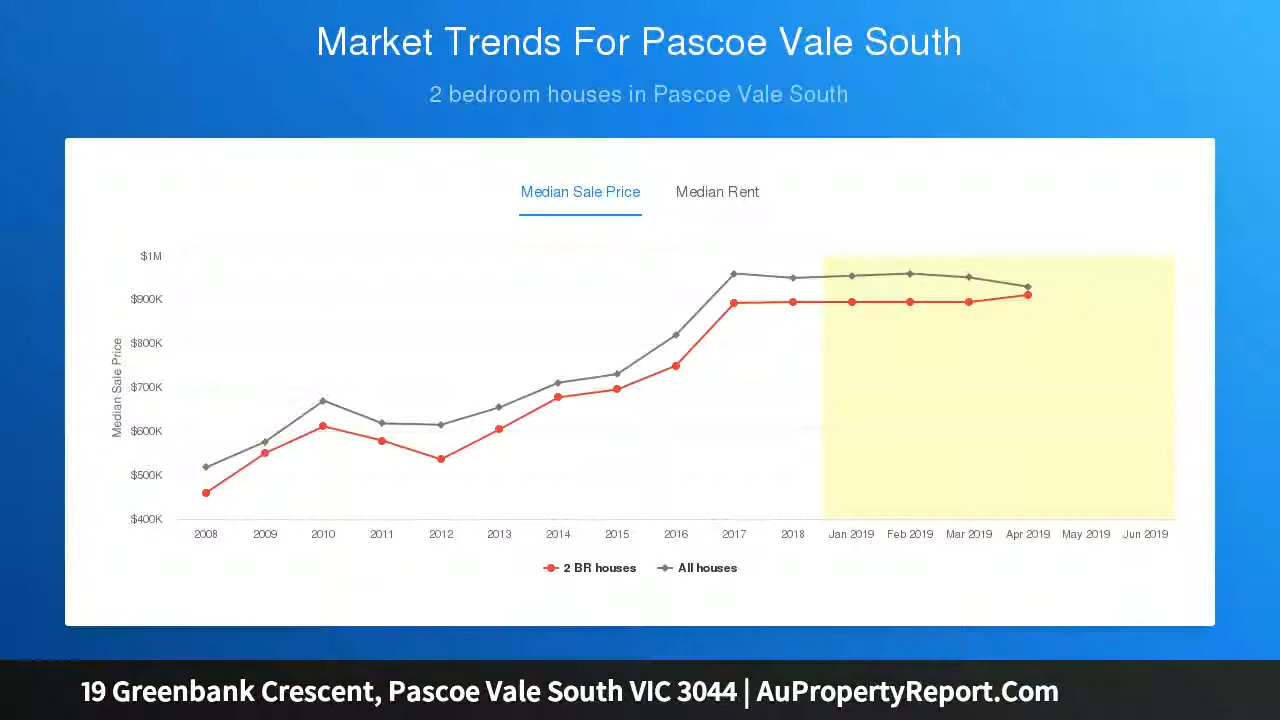 Market Trends For Pascoe Vale South
2 bedroom houses in Pascoe Vale South
Median Sale Price Median Rent
Median Sale Price
$1M
$900K
$800K
$700K
$600K
$500K
$400K
2008 2009 2010 2011 2012 2013 2014 2015 2016 2017 2018 Jan 2019 Feb 2019 Mar 2019 Apr 2019 May 2019 Jun 2019
2 BR houses All houses
19 Greenbank Crescent, Pascoe Vale South VIC 3044 | AuPropertyReport.Com